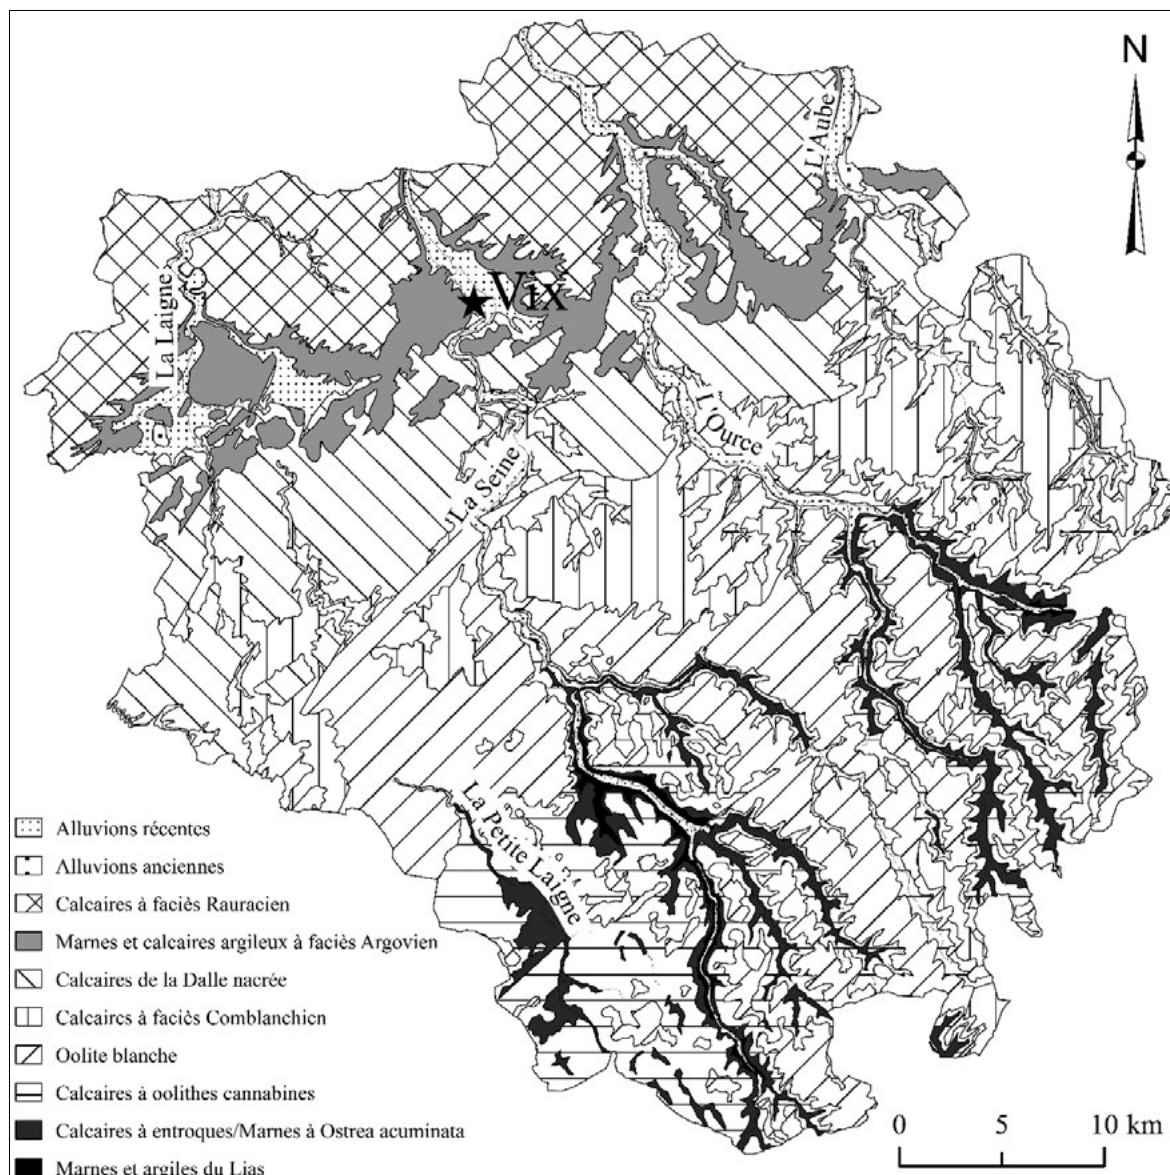 N
L'Aube
La Laigne
Vix
L'Ource
La Seine
La Petite Laigne
Alluvions récentes
Alluvions anciennes
Calcaires à faciès Rauracien
Marnes et calcaires argileux à faciès Argovien
Calcaires de la Dalle nacrée
Calcaires à faciès Comblanchien
Oolite blanche
Calcaires à oolithes cannabines
Calcaires à entroques/Marnes à Ostrea acuminata
Marnes et argiles du Lias
0 5 10 km